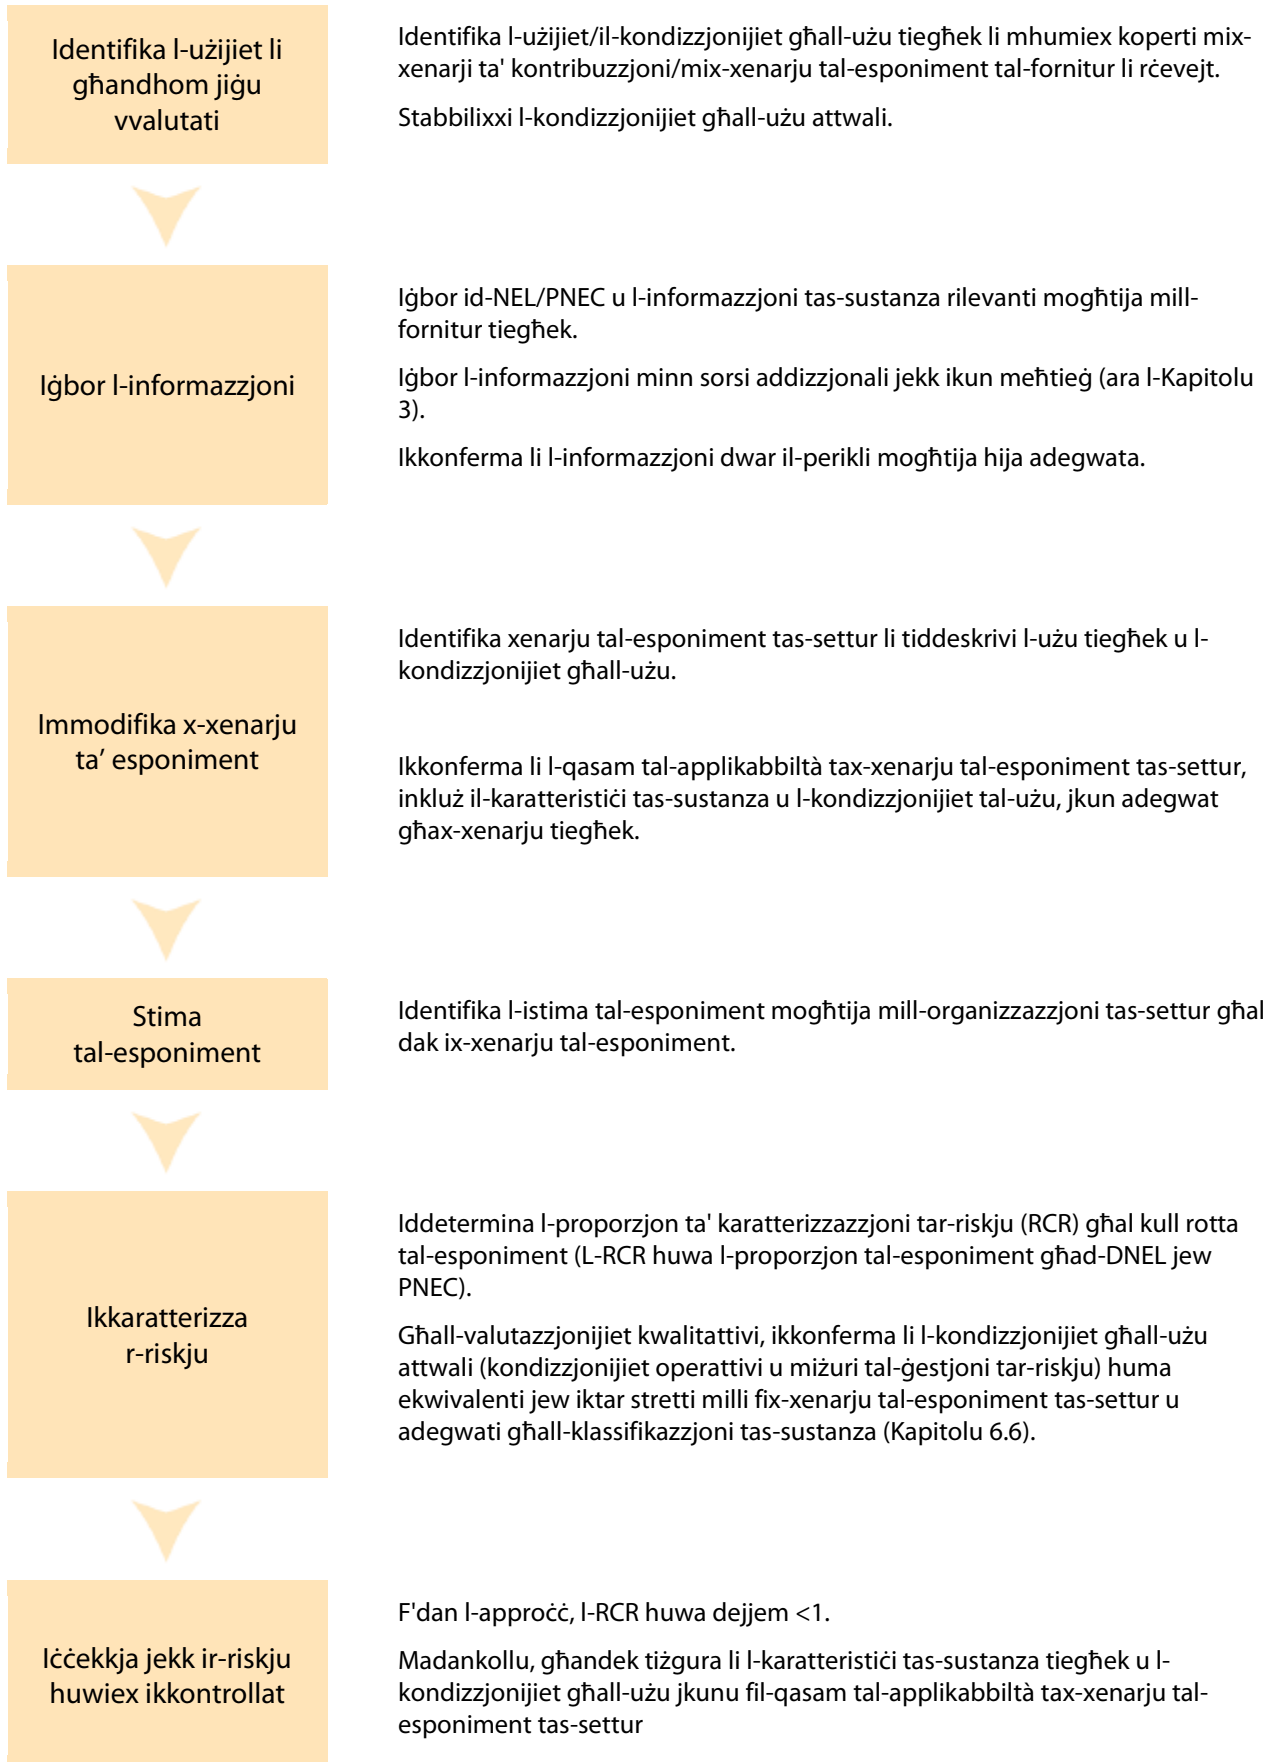 Identifika l-użijiet li
għandhom jiġu
vvalutati
Identifika l-użijiet/il-kondizzjonijiet għall-użu tiegħek li mhumiex koperti mix-
xenarji ta' kontribuzzjoni/mix-xenarju tal-esponiment tal-fornitur li rċevejt.
Stabbilixxi l-kondizzjonijiet għall-użu attwali.
Iġbor l-informazzjoni
Iġbor id-NEL/PNEC u l-informazzjoni tas-sustanza rilevanti mogħtija mill-
fornitur tiegħek.
Iġbor l-informazzjoni minn sorsi addizzjonali jekk ikun meħtieġ (ara l-Kapitolu
3).
Ikkonferma li l-informazzjoni dwar il-perikli mogħtija hija adegwata.
Immodifika x-xenarju
ta’ esponiment
Identifika xenarju tal-esponiment tas-settur li tiddeskrivi l-użu tiegħek u l-
kondizzjonijiet għall-użu.
Ikkonferma li l-qasam tal-applikabbiltà tax-xenarju tal-esponiment tas-settur,
inkluż il-karatteristiċi tas-sustanza u l-kondizzjonijiet tal-użu, jkun adegwat
għax-xenarju tiegħek.
Stima
tal-esponiment
Identifika l-istima tal-esponiment mogħtija mill-organizzazzjoni tas-settur għal
dak ix-xenarju tal-esponiment.
Ikkaratterizza
r-riskju
Iddetermina l-proporzjon ta' karatterizzazzjoni tar-riskju (RCR) għal kull rotta
tal-esponiment (L-RCR huwa l-proporzjon tal-esponiment għad-DNEL jew
PNEC).
Għall-valutazzjonijiet kwalitattivi, ikkonferma li l-kondizzjonijiet għall-użu
attwali (kondizzjonijiet operattivi u miżuri tal-ġestjoni tar-riskju) huma
ekwivalenti jew iktar stretti milli fix-xenarju tal-esponiment tas-settur u
adegwati għall-klassifikazzjoni tas-sustanza (Kapitolu 6.6).
Iċċekkja jekk ir-riskju
huwiex ikkontrollat
F'dan l-approċċ, l-RCR huwa dejjem <1.
Madankollu, għandek tiżgura li l-karatteristiċi tas-sustanza tiegħek u l-
kondizzjonijiet għall-użu jkunu fil-qasam tal-applikabbiltà tax-xenarju tal-
esponiment tas-settur